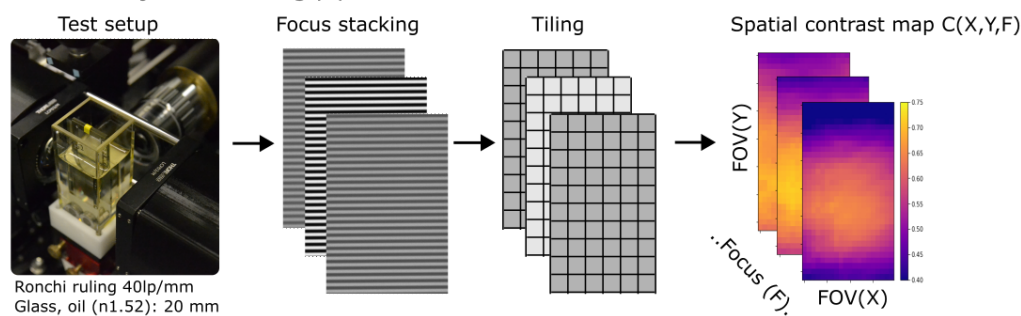 Test setup
Focus stacking
Tiling
Spatial contrast map C(X,Y,F)
FOV(Y)
0.75
0.70
0.65
0.60
0.55
0.50
0.45
0.40
..Focus (F).
FOV(X)
Ronchi ruling 40lp/mm
Glass, oil (n1.52): 20 mm